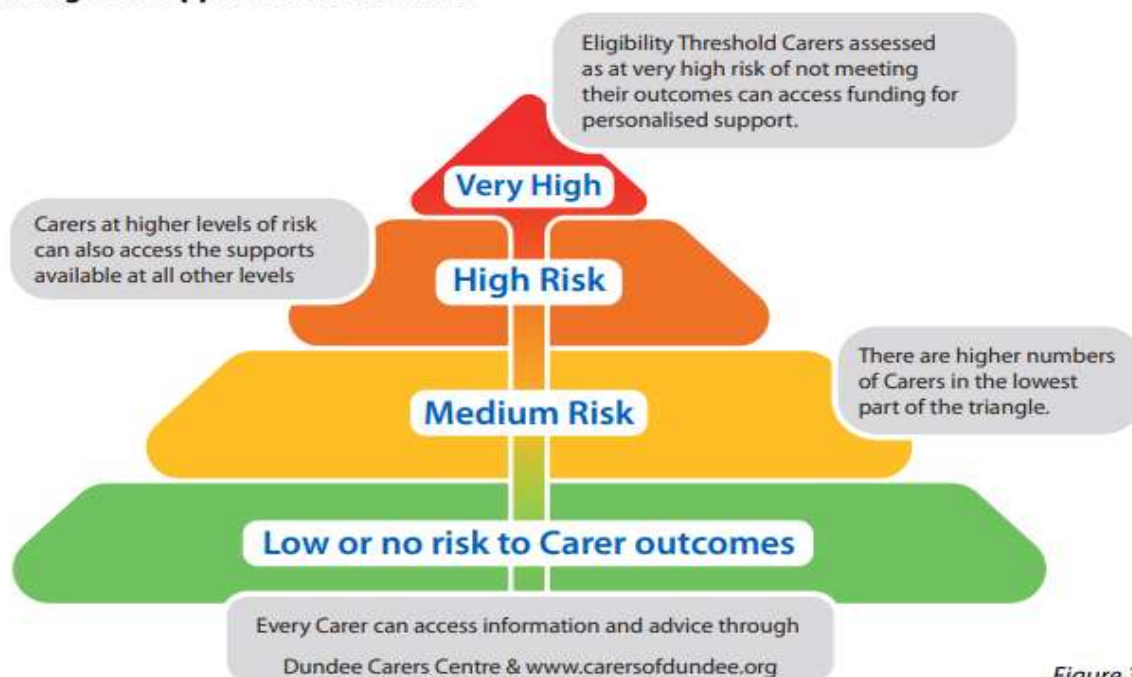 Eligibility Threshold Carers assessed
as at very high risk of not meeting
their outcomes can access funding for
personalised support.
Very High
Carers at higher levels of risk
can also access the supports
available at all other levels
High Risk
There are higher numbers
of Carers in the lowest
part of the triangle.
Medium Risk
Low or no risk to Carer outcomes
Every Carer can access information and advice through
Dundee Carers Centre & www.carersofdundee.org
Figure